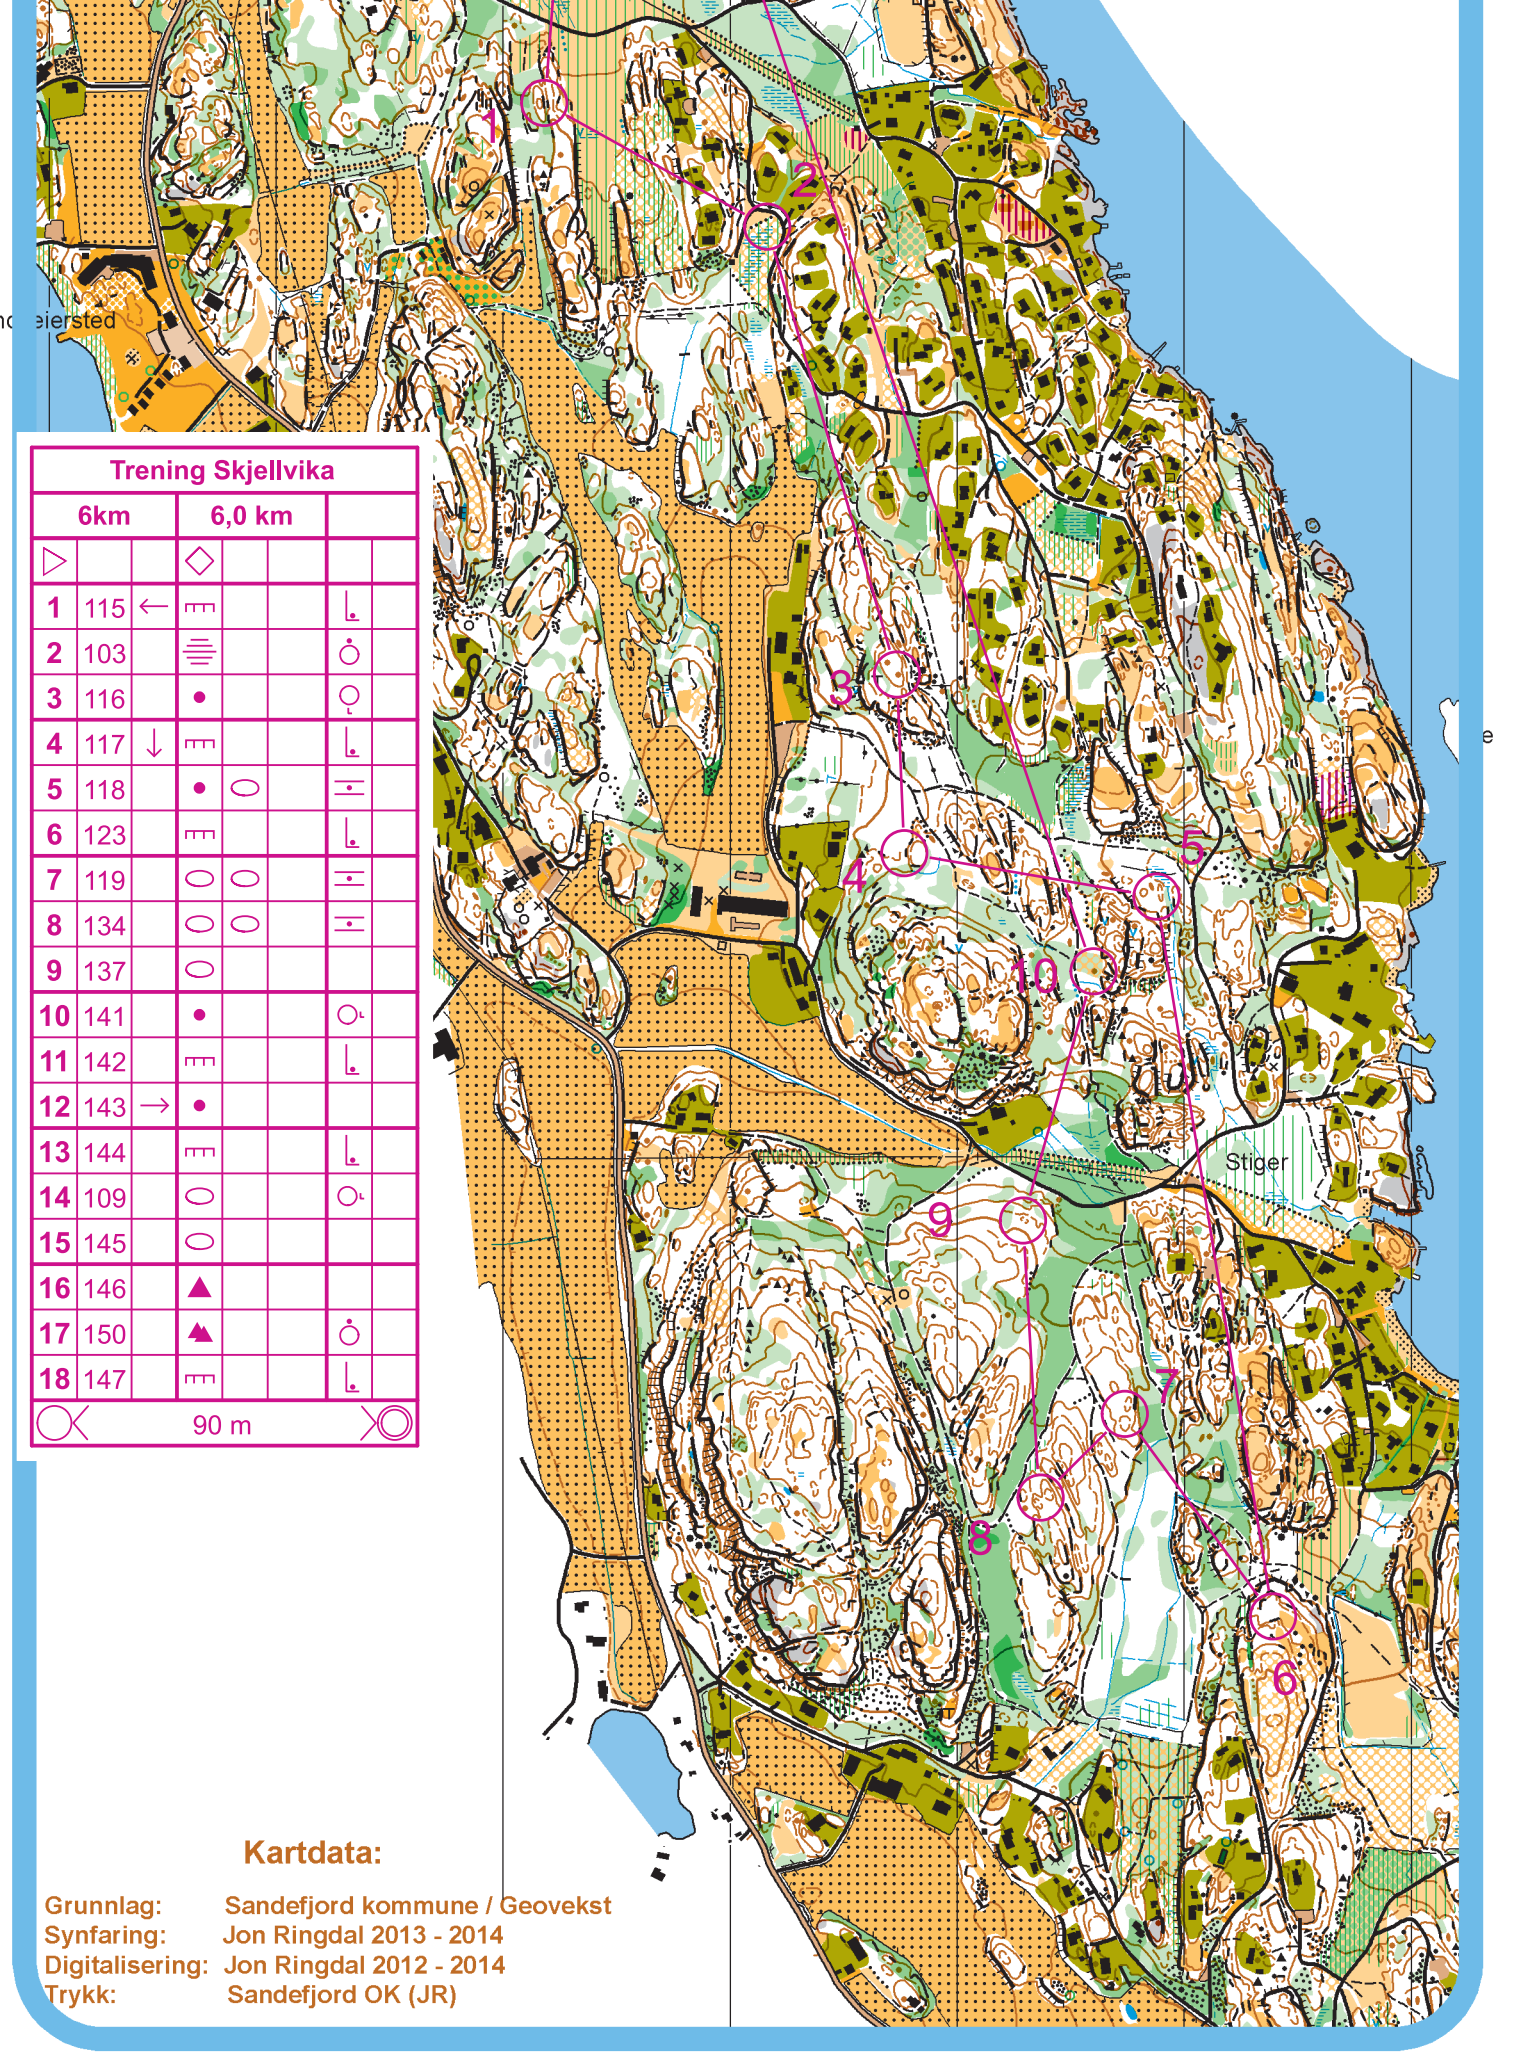 1
2
eiersted
Trening Skjellvika
6km 6,0 km
1 115
2 103
3 116
4 117
5 118
6 123
7 119
8 134
9 137
10 141
11 142
12 143
13 144
14 109
15 145
16 146
17 150
18 147
90 m
3
e
5
4
10
Stiger
9
7
8
6
Kartdata:
Grunnlag: Sandefjord kommune / Geovekst
Synfaring: Jon Ringdal 2013 - 2014
Digitalisering: Jon Ringdal 2012 - 2014
Trykk: Sandefjord OK (JR)